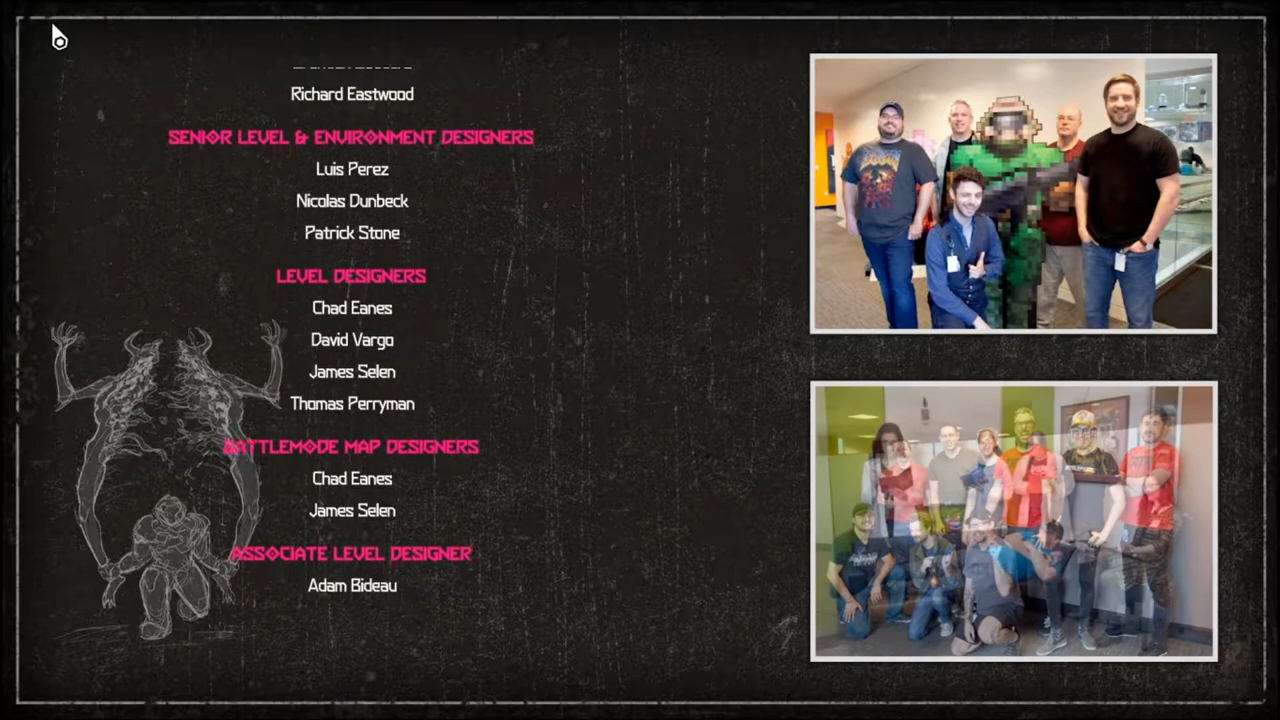 Richard Eastwood
SENIOR LEVEL & ENVIRONMENT DESIGNERS
Luis Perez
Nicolas Dunbeck
Patrick Stone
LEVEL DESIGNERS
Chad Eanes
David Vargo
James Selen
Thomas Perryman
BATTLEMODE MAP DESIGNERS
Chad Eanes
James Selen
ASSOCIATE LEVEL DESIGNER
Adam Bideau
DOOM